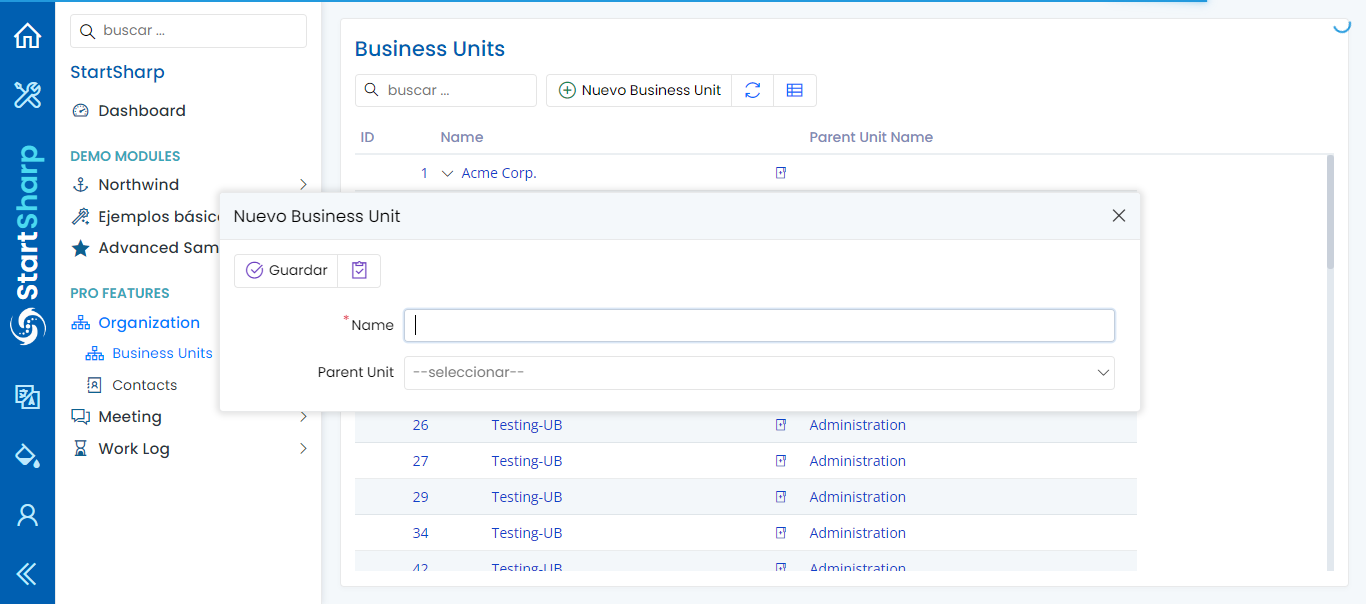 StartSharp
buscar ...
StartSharp
Dashboard
DEMO MODULES
Northwind
Ejemplos básic
Advanced Sam
PRO FEATURES
Organization
Business Units
Contacts
Meeting
Work Log
Business Units
buscar ...
Nuevo Business Unit
ID Name Parent Unit Name
1 Acme Corp.
Nuevo Business Unit
Guardar
* Name
Parent Unit --seleccionar--
26 Testing-UB Administration
27 Testing-UB Administration
29 Testing-UB Administration
34 Testing-UB Administration
42 Testing-UB Administration